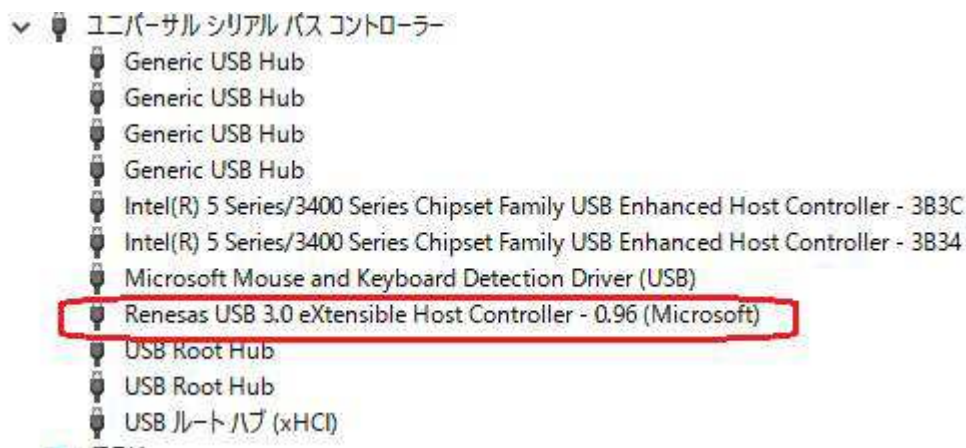 ユニバーサル シリアル バス コントローラー
Generic USB Hub
Generic USB Hub
Generic USB Hub
Generic USB Hub
Intel(R) 5 Series/3400 Series Chipset Family USB Enhanced Host Controller - 3B3C
Intel(R) 5 Series/3400 Series Chipset Family USB Enhanced Host Controller - 3B34
Microsoft Mouse and Keyboard Detection Driver (USB)
Renesas USB 3.0 eXtensible Host Controller - 0.96 (Microsoft)
USB Root Hub
USB Root Hub
USB ルート ハブ (xHCI)